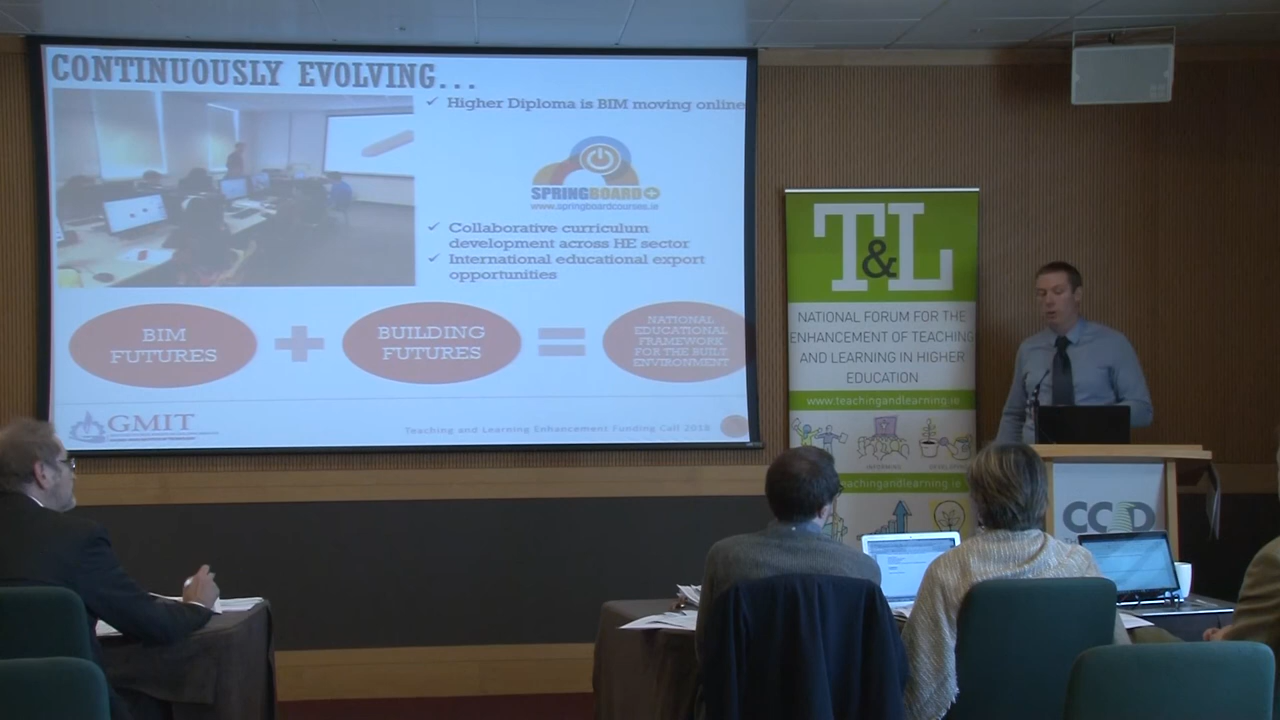 CONTINUOUSLY EVOLVING...
✓ Higher Diploma is BIM moving online
SPRINGBOARD+
www.springboardcourses.ie
✓ Collaborative curriculum
development across HE sector
✓ International educational export
opportunities
BIM
FUTURES
+
BUILDING
FUTURES
=
NATIONAL
EDUCATIONAL
FRAMEWORK
FOR THE BUILT
ENVIRONMENT
GMIT
Teaching and Learning Enhancement Funding Call 2016
T&L
NATIONAL FORUM FOR THE
ENHANCEMENT OF TEACHING
AND LEARNING IN HIGHER
EDUCATION
www.teachingandlearning.ie
INFORMING
teachingandlearning.ie
CCD